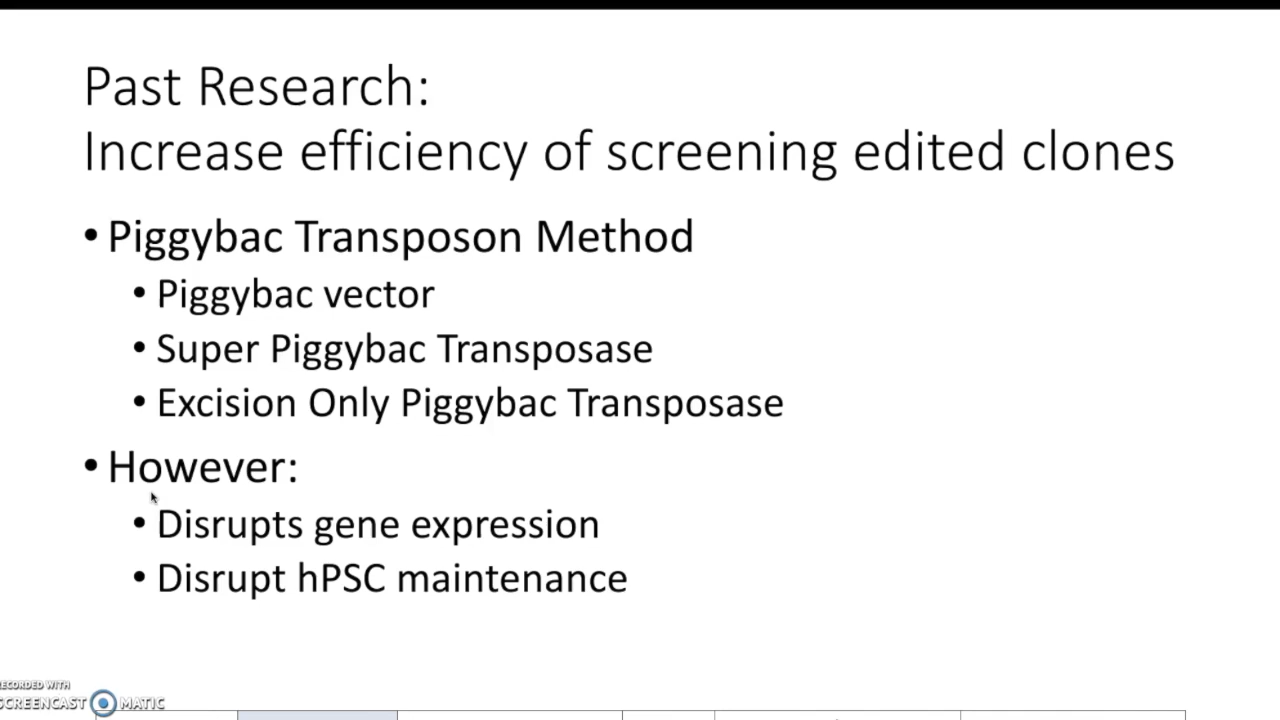 Past Research:
Increase efficiency of screening edited clones
• Piggybac Transposon Method
• Piggybac vector
• Super Piggybac Transposase
• Excision Only Piggybac Transposase
• However:
• Disrupts gene expression
• Disrupt hPSC maintenance
RECORDED WITH
SCREENCAST MATIC